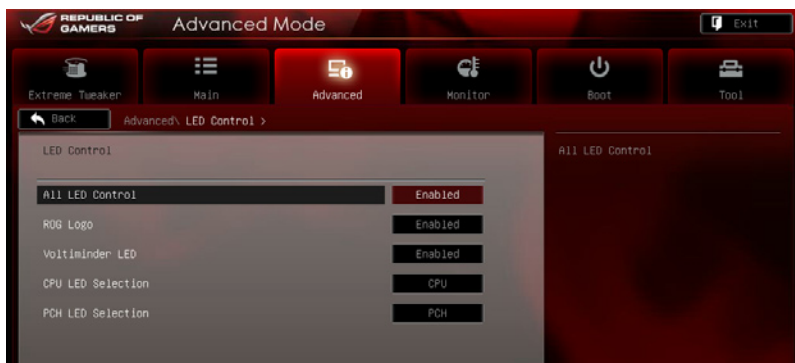 REPUBLIC OF
GAMERS
Advanced Mode
Exit
Extreme Tweaker
Main
Advanced
Monitor
Boot
Tool
Back
Advanced\ LED Control >
LED Control
All LED Control
All LED Control Enabled
ROG Logo Enabled
Voltiminder LED Enabled
CPU LED Selection CPU
PCH LED Selection PCH